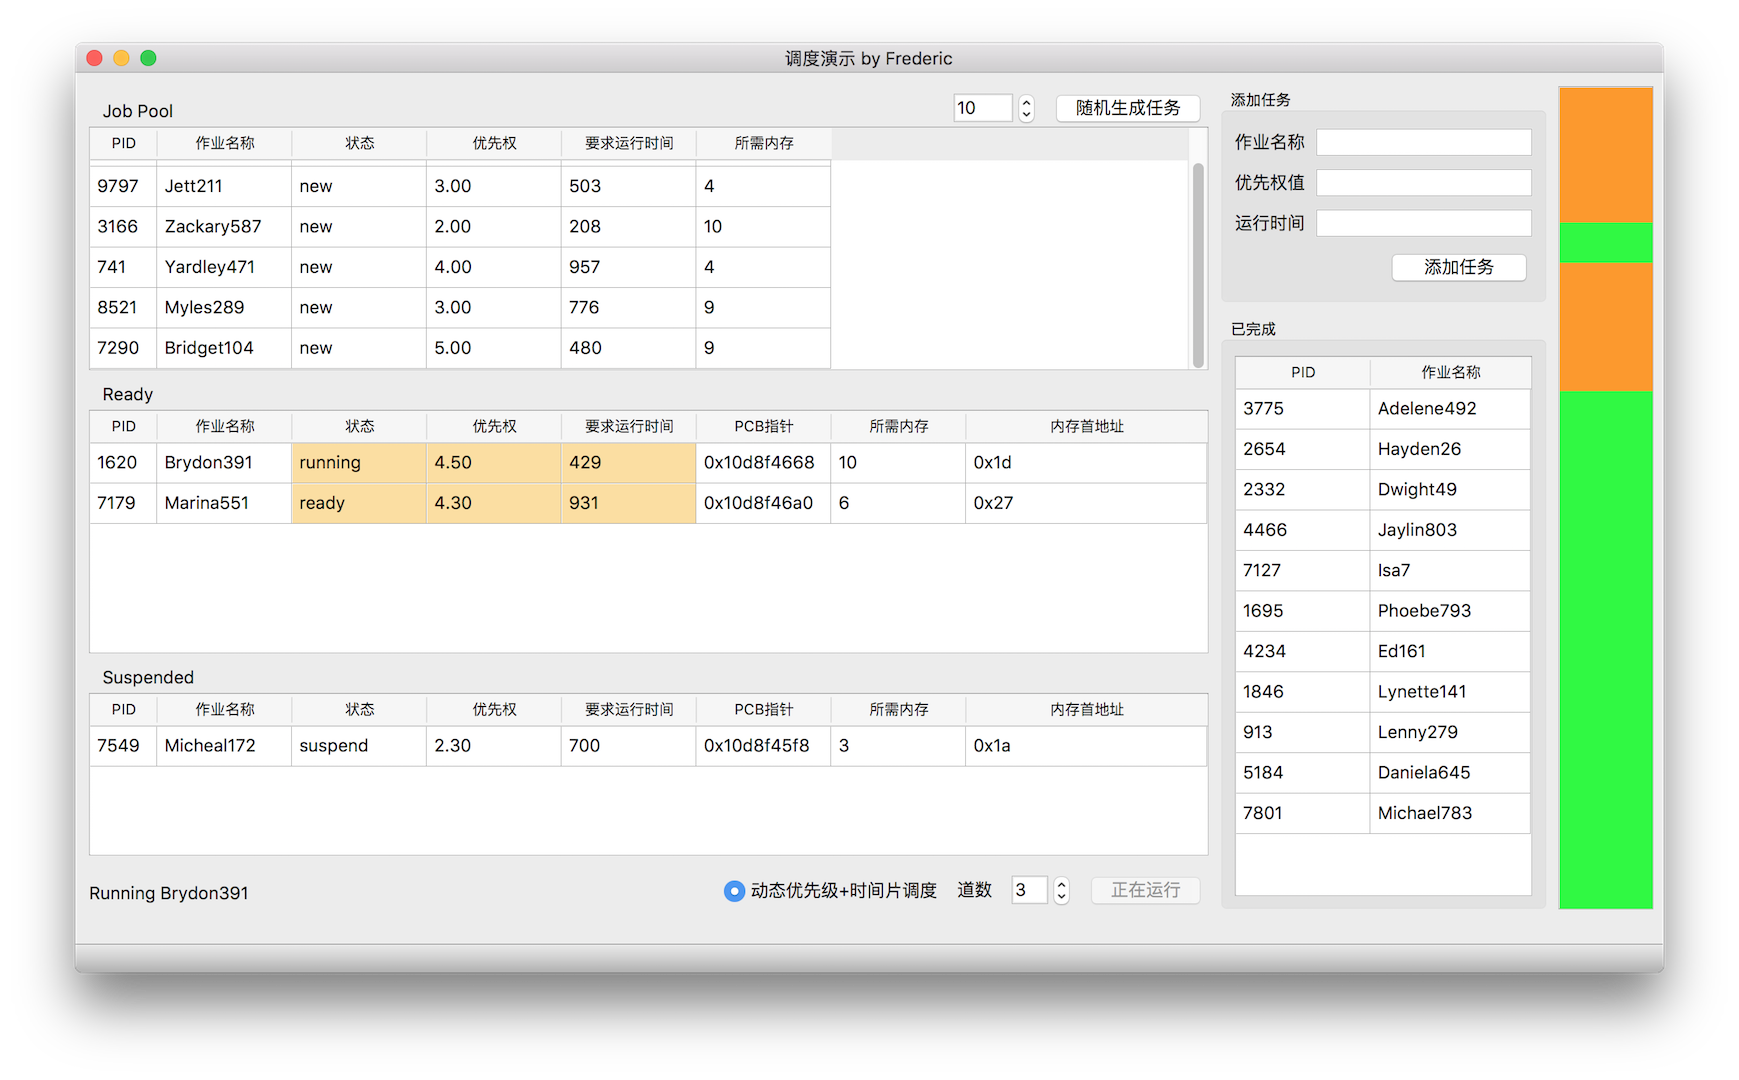 调度演示 by Frederic
Job Pool
10
随机生成任务
PID 作业名称 状态 优先权 要求运行时间 所需内存
9797 Jett211 new 3.00 503 4
3166 Zackary587 new 2.00 208 10
741 Yardley471 new 4.00 957 4
8521 Myles289 new 3.00 776 9
7290 Bridget104 new 5.00 480 9
Ready
PID 作业名称 状态 优先权 要求运行时间 PCB指针 所需内存 内存首地址
1620 Brydon391 running 4.50 429 0x10d8f4668 10 0x1d
7179 Marina551 ready 4.30 931 0x10d8f46a0 6 0x27
Suspended
PID 作业名称 状态 优先权 要求运行时间 PCB指针 所需内存 内存首地址
7549 Micheal172 suspend 2.30 700 0x10d8f45f8 3 0x1a
Running Brydon391
动态优先级+时间片调度 道数 3 正在运行
添加任务
作业名称
优先权值
运行时间
添加任务
已完成
PID 作业名称
3775 Adelene492
2654 Hayden26
2332 Dwight49
4466 Jaylin803
7127 Isa7
1695 Phoebe793
4234 Ed161
1846 Lynette141
913 Lenny279
5184 Daniela645
7801 Michael783